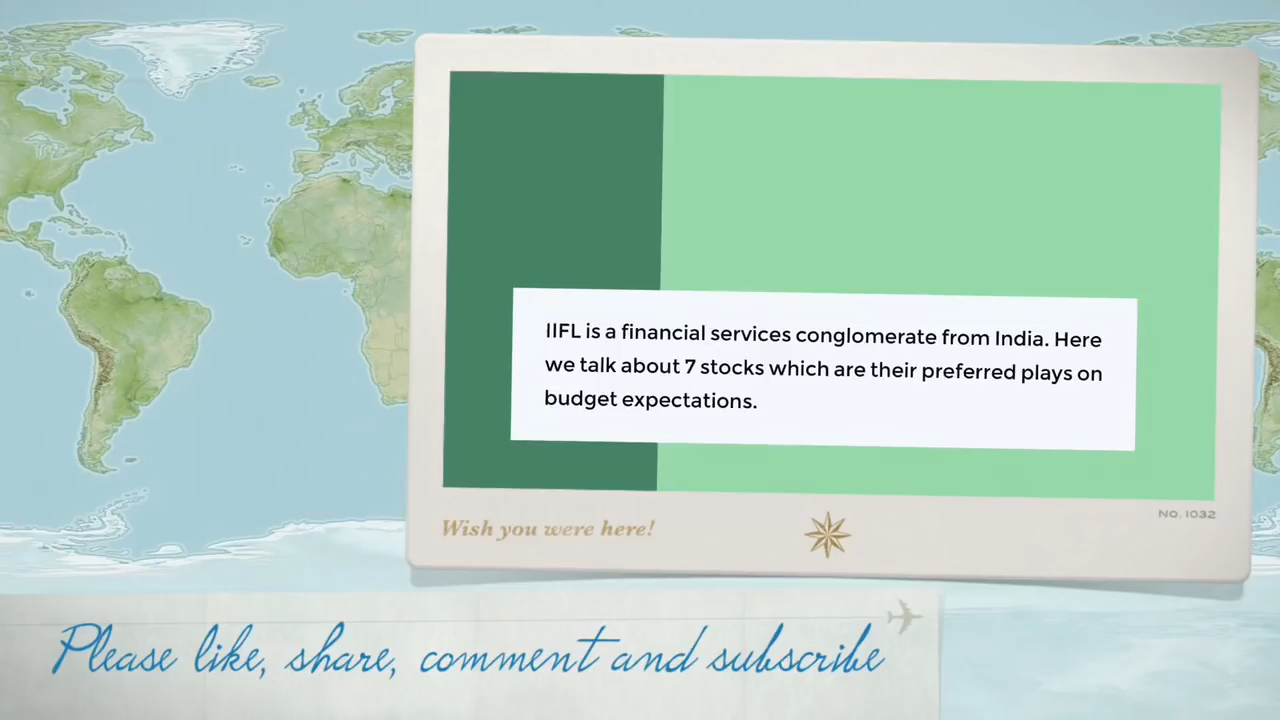 IIFL is a financial services conglomerate from India. Here
we talk about 7 stocks which are their preferred plays on
budget expectations.
Wish you were here!
NO. 1032
Please like, share, comment and subscribe